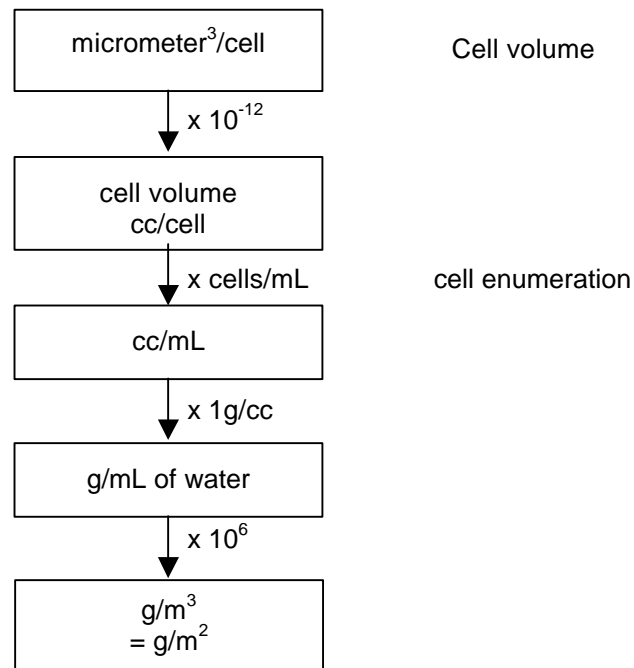 micrometer³/cell
Cell volume
x 10⁻¹²
cell volume
cc/cell
x cells/mL
cell enumeration
cc/mL
x 1g/cc
g/mL of water
x 10⁶
g/m³
= g/m²